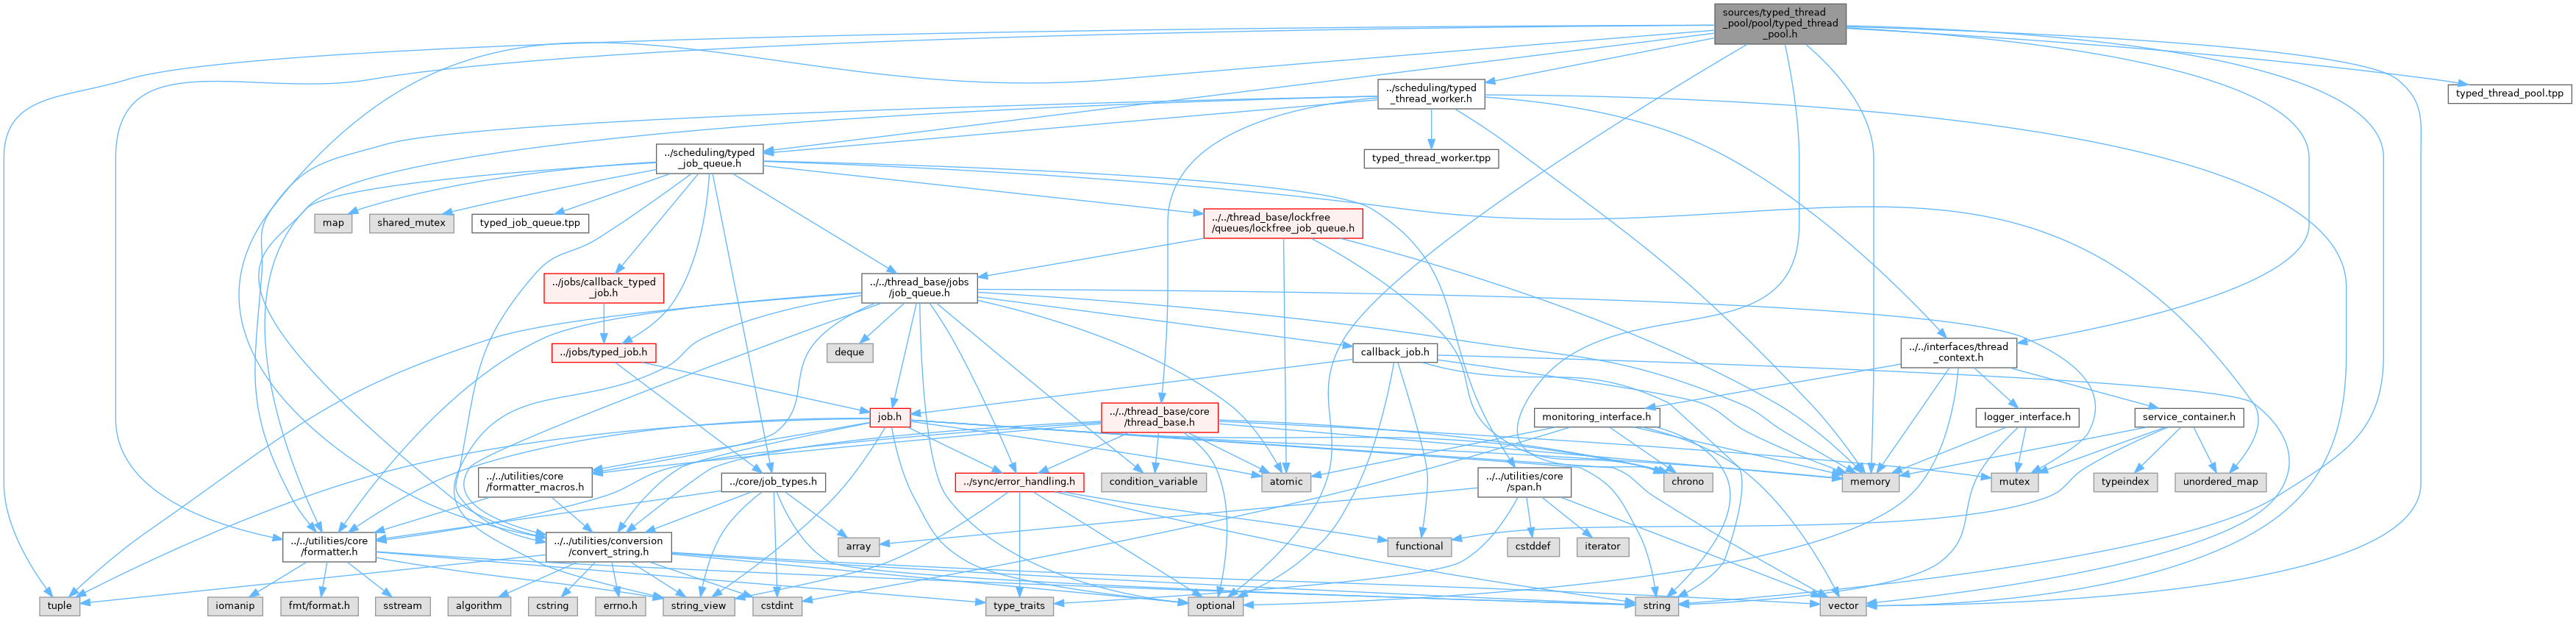 sources/typed_thread
_pool/pool/typed_thread
_pool.h
../scheduling/typed
_thread_worker.h
typed_thread_pool.tpp
../scheduling/typed
_job_queue.h
typed_thread_worker.tpp
map
shared_mutex
typed_job_queue.tpp
../../thread_base/lockfree
/queues/lockfree_job_queue.h
../jobs/callback_typed
_job.h
../../thread_base/jobs
/job_queue.h
../jobs/typed_job.h
deque
callback_job.h
../../interfaces/thread
_context.h
job.h
../../thread_base/core
/thread_base.h
monitoring_interface.h
logger_interface.h
service_container.h
../../utilities/core
/formatter_macros.h
../core/job_types.h
../sync/error_handling.h
condition_variable
atomic
../../utilities/core
/span.h
chrono
memory
mutex
typeindex
unordered_map
../../utilities/core
/formatter.h
../../utilities/conversion
/convert_string.h
array
functional
cstddef
iterator
tuple
iomanip
fmt/format.h
sstream
algorithm
cstring
errno.h
string_view
cstdint
type_traits
optional
string
vector